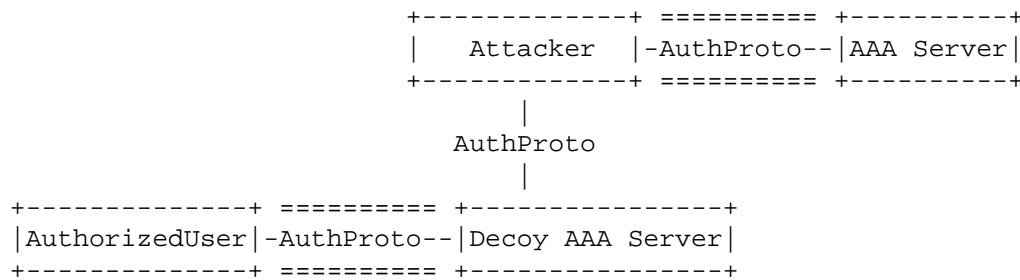 +-------------+ ========== +----------+
| Attacker |-AuthProto--|AAA Server|
+-------------+ ========== +----------+
|
AuthProto
|
+--------------+ ========== +----------------+
|AuthorizedUser|-AuthProto--|Decoy AAA Server|
+--------------+ ========== +----------------+